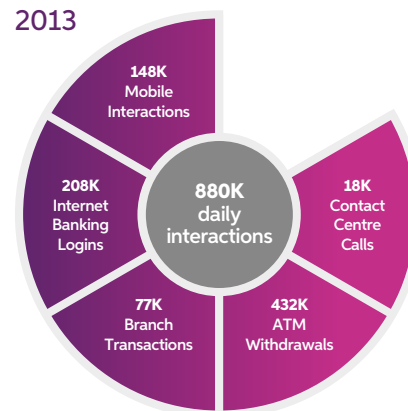 2013
148K
Mobile
Interactions
208K
Internet
Banking
Logins
880K
daily
interactions
18K
Contact
Centre
Calls
77K
Branch
Transactions
432K
ATM
Withdrawals